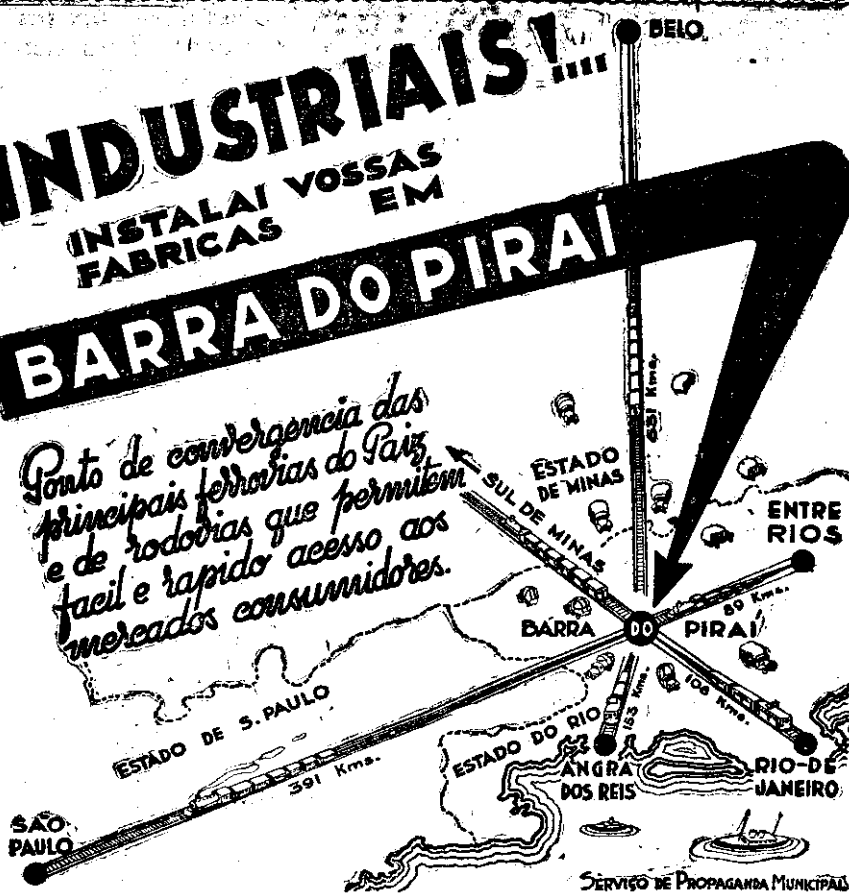 INDUSTRIAIS!....
INSTALAI VOSSAS
FABRICAS EM
BARRA DO PIRAÍ
Ponto de convergencia das
principais ferrovias do Paiz
e de rodovias que permitem
facil e rapido acesso aos
mercados consumidores.
BELO
ESTADO
DE MINAS
SUL DE MINAS
ENTRE
RIOS
89 Kms.
BARRA DO PIRAÍ
108 Kms.
153 Kms.
ESTADO DE S. PAULO
391 Kms.
ESTADO DO RIO
ANGRA
DOS REIS
RIO-DE
JANEIRO
SÃO
PAULO
SERVIÇO DE PROPAGANDA MUNICIPAL